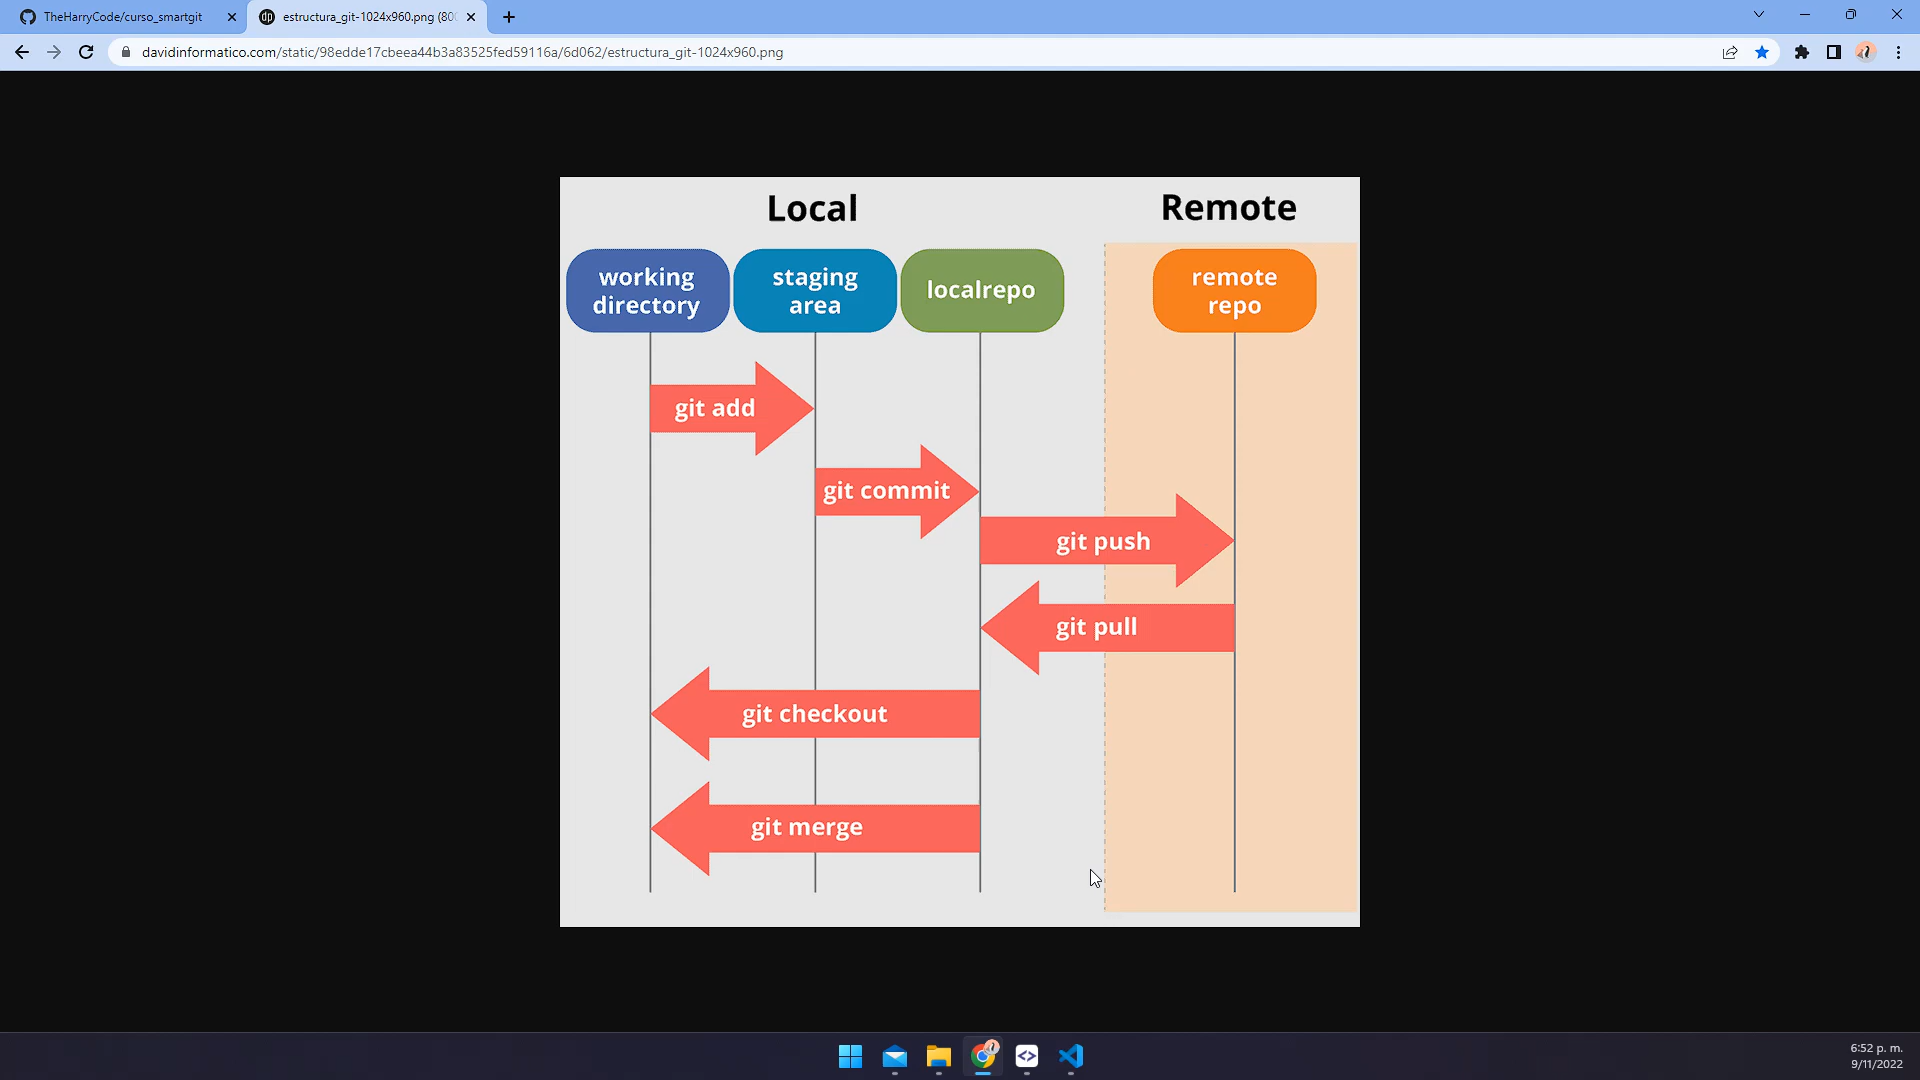 TheHarryCode/curso_smartgit
estructura_git-1024x960.png (800
davidinformatico.com/static/98edde17cbeea44b3a83525fed59116a/6d062/estructura_git-1024x960.png
Local
Remote
working
directory
staging
area
localrepo
remote
repo
git add
git commit
git push
git pull
git checkout
git merge
6:52 p. m.
9/11/2022